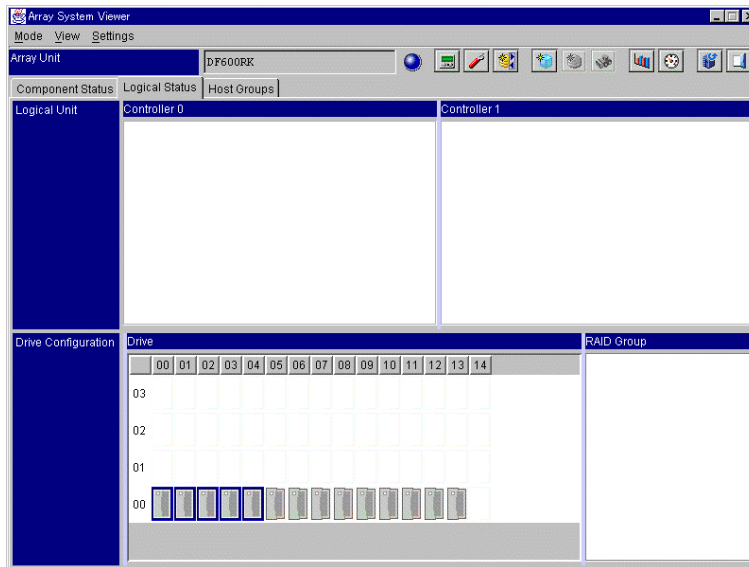 Array System Viewer
Mode View Settings
Array Unit DF600RK
Component Status Logical Status Host Groups
Logical Unit Controller 0 Controller 1
Drive Configuration Drive RAID Group
00 01 02 03 04 05 06 07 08 09 10 11 12 13 14
03
02
01
00